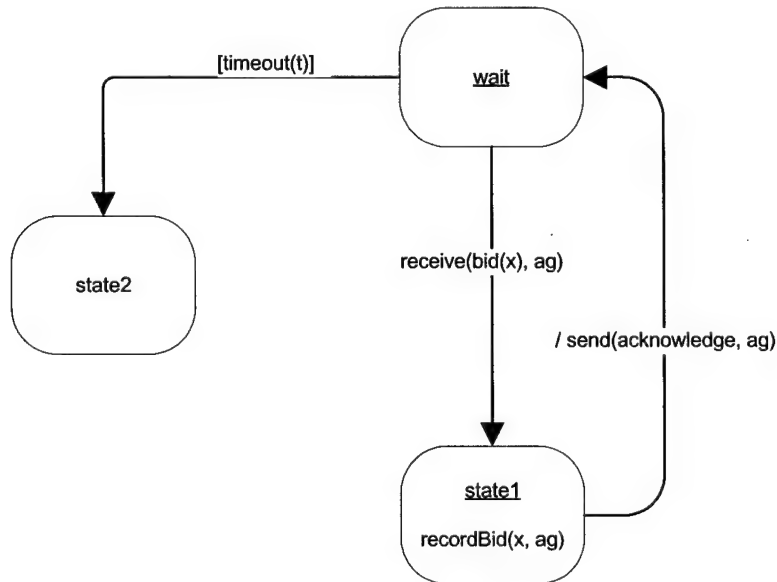 [timeout(t)]
wait
state2
receive(bid(x), ag)
/ send(acknowledge, ag)
state1
recordBid(x, ag)